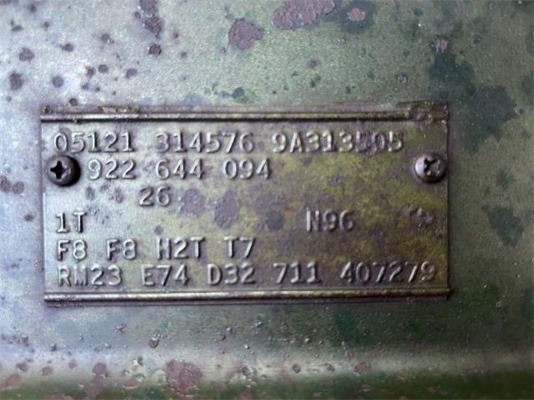 05121 314576 9A313505
922 644 094
26
1T N96
F8 F8 H2T T7
RM23 E74 D32 711 407279